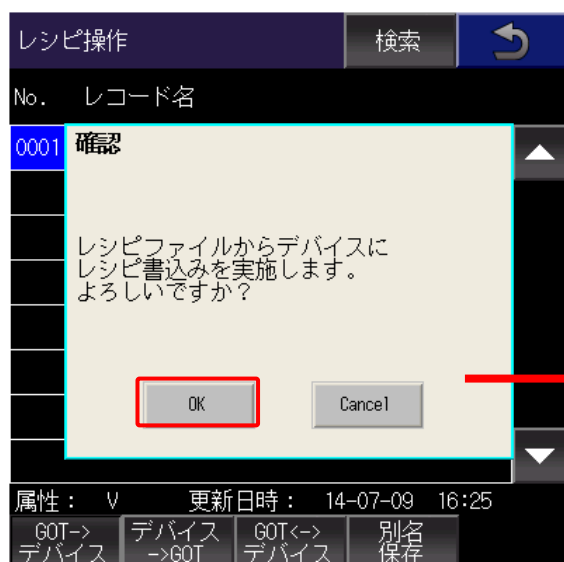 レシピ操作 検索
No. レコード名
0001 確認
レシピファイルからデバイスに
レシピ書込みを実施します。
よろしいですか？
OK Cancel
属性： V 更新日時： 14-07-09 16:25
GOT-> デバイス GOT<-> 別名
デバイス ->GOT デバイス 保存